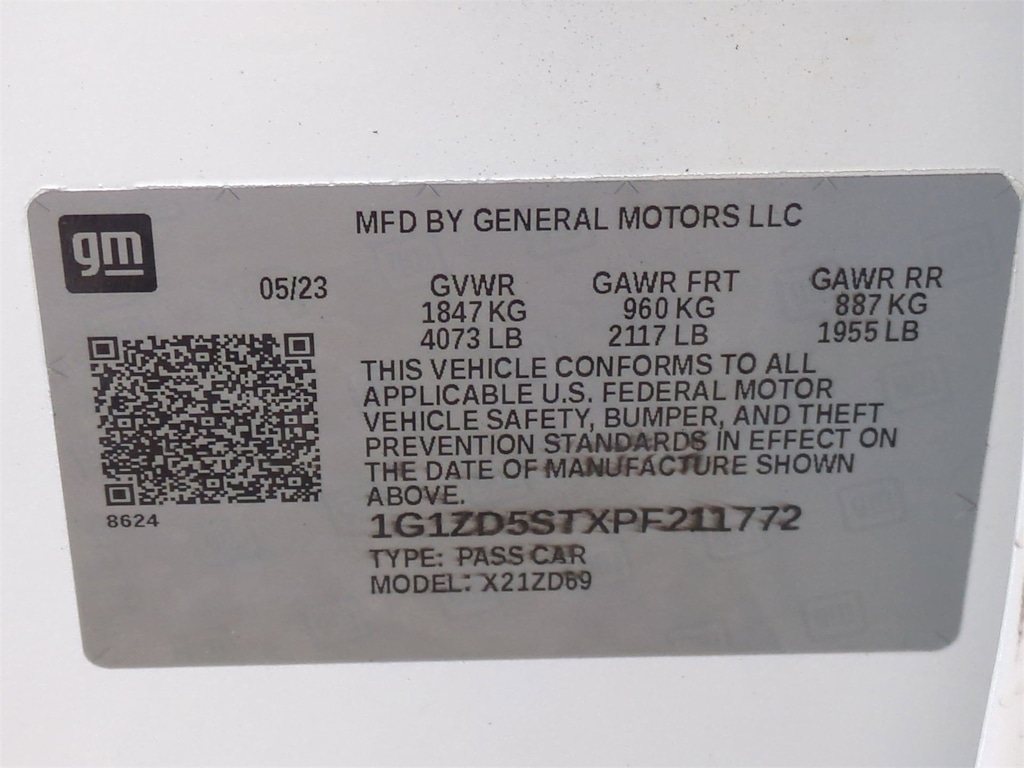 gm
MFD BY GENERAL MOTORS LLC
05/23
GVWR GAWR FRT GAWR RR
1847 KG 960 KG 887 KG
4073 LB 2117 LB 1955 LB
THIS VEHICLE CONFORMS TO ALL
APPLICABLE U.S. FEDERAL MOTOR
VEHICLE SAFETY, BUMPER, AND THEFT
PREVENTION STANDARDS IN EFFECT ON
THE DATE OF MANUFACTURE SHOWN
ABOVE.
8624
1G1ZD5STXPF211772
TYPE: PASS CAR
MODEL: X21ZD69